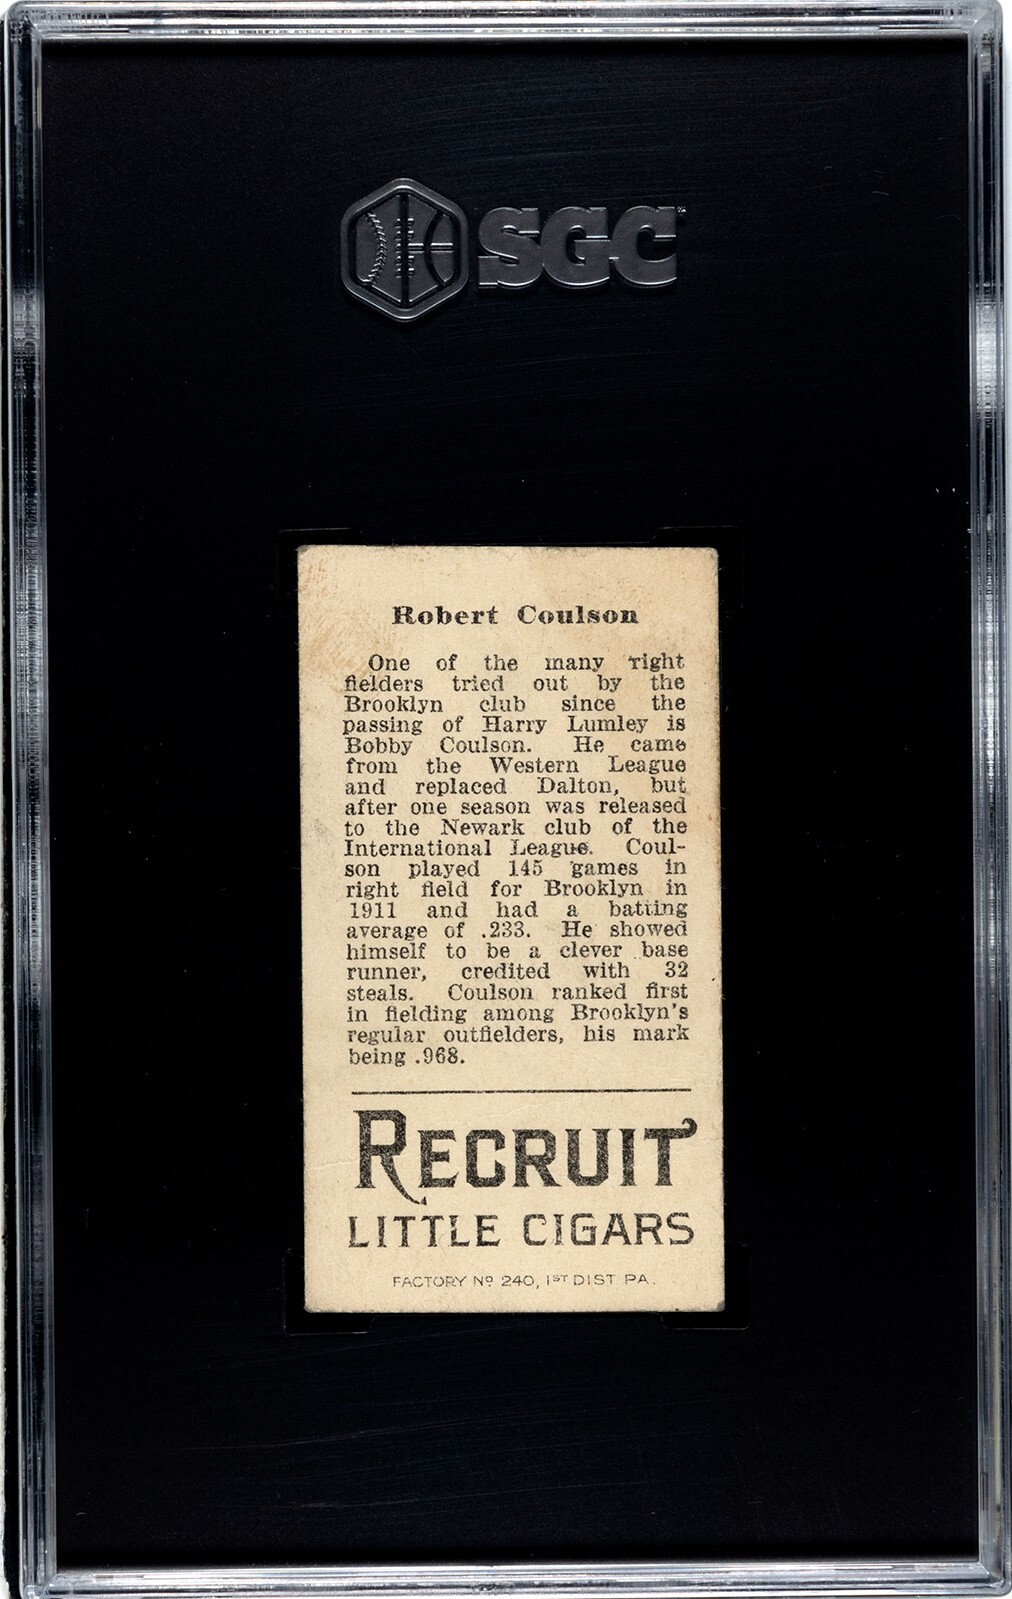 SGC
Robert Coulson
One of the many right
fielders tried out by the
Brooklyn club since the
passing of Harry Lumley is
Bobby Coulson. He came
from the Western League
and replaced Dalton, but
after one season was released
to the Newark club of the
International League. Coul-
son played 145 games in
right field for Brooklyn in
1911 and had a batting
average of .233. He showed
himself to be a clever base
runner, credited with 32
steals. Coulson ranked first
in fielding among Brooklyn's
regular outfielders, his mark
being .968.
RECRUIT
LITTLE CIGARS
FACTORY Nº 240, 1ST DIST PA.